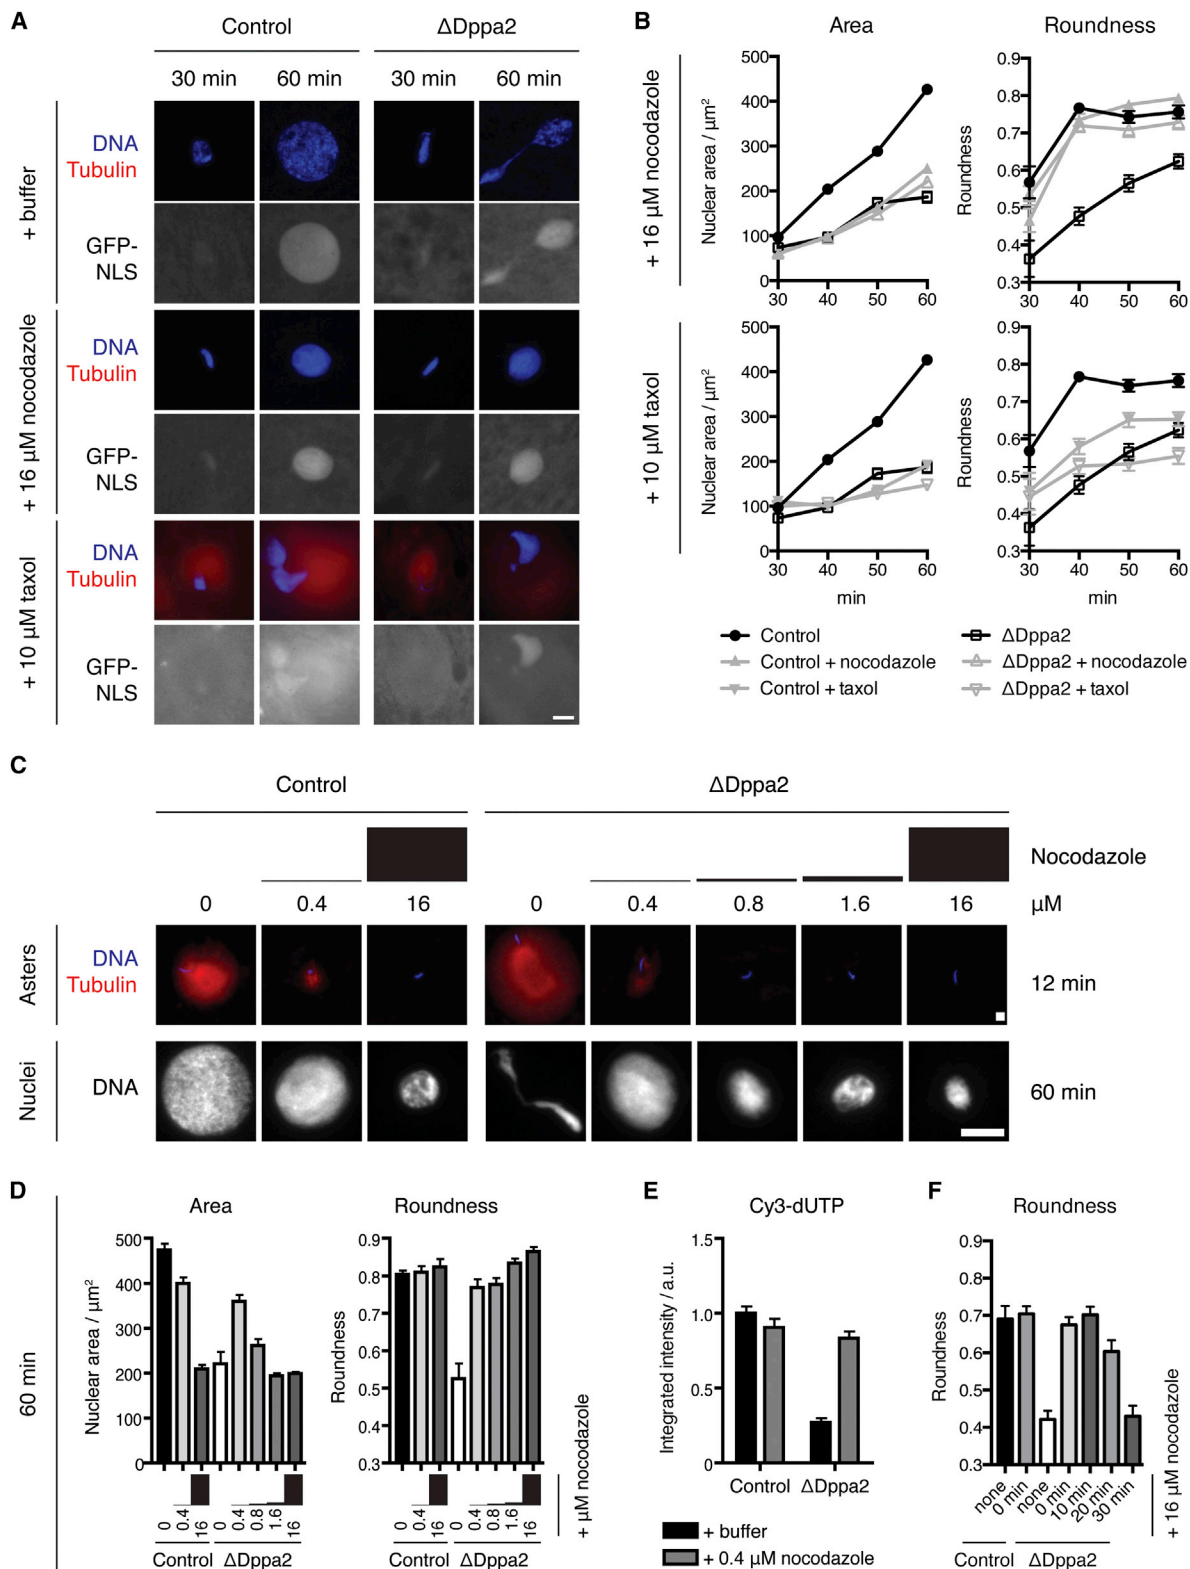 A
Control
ΔDppa2
30 min
60 min
30 min
60 min
+ buffer
DNA
Tubulin
GFP-
NLS
+ 16 μM nocodazole
DNA
Tubulin
GFP-
NLS
+ 10 μM taxol
DNA
Tubulin
GFP-
NLS
B
Area
Roundness
+ 16 μM nocodazole
Nuclear area / μm²
500
400
300
200
100
0
30
40
50
60
Roundness
0.9
0.8
0.7
0.6
0.5
0.4
0.3
30
40
50
60
+ 10 μM taxol
Nuclear area / μm²
500
400
300
200
100
0
30
40
50
60
min
Roundness
0.9
0.8
0.7
0.6
0.5
0.4
0.3
30
40
50
60
min
Control
ΔDppa2
Control + nocodazole
ΔDppa2 + nocodazole
Control + taxol
ΔDppa2 + taxol
C
Control
ΔDppa2
Nocodazole
0
0.4
16
0
0.4
0.8
1.6
16
μM
Asters
DNA
Tubulin
12 min
Nuclei
DNA
60 min
D
60 min
Area
Nuclear area / μm²
500
400
300
200
100
0
0
0.4
16
0
0.4
0.8
1.6
16
Control
ΔDppa2
Roundness
Roundness
0.9
0.8
0.7
0.6
0.5
0.4
0.3
0
0.4
16
0
0.4
0.8
1.6
16
Control
ΔDppa2
+ μM nocodazole
E
Cy3-dUTP
Integrated intensity / a.u.
1.5
1.0
0.5
0
Control
ΔDppa2
+ buffer
+ 0.4 μM nocodazole
F
Roundness
Roundness
0.9
0.8
0.7
0.6
0.5
0.4
0.3
none
0 min
none
0 min
10 min
20 min
30 min
Control
ΔDppa2
+ 16 μM nocodazole